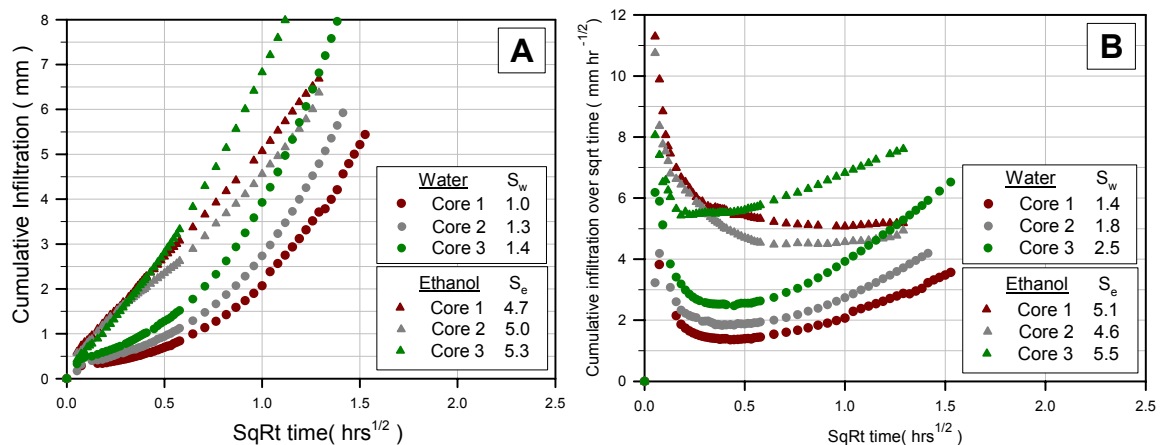 A
Cumulative Infiltration ( mm )
8
7
6
5
4
3
2
1
0
0.0 0.5 1.0 1.5 2.0 2.5
SqRt time( hrs1/2 )
Water Sw
Core 1 1.0
Core 2 1.3
Core 3 1.4
Ethanol Se
Core 1 4.7
Core 2 5.0
Core 3 5.3
B
Cumulative infiltration over sqrt time ( mm hr -1/2 )
12
10
8
6
4
2
0
0.0 0.5 1.0 1.5 2.0 2.5
SqRt time( hrs1/2 )
Water Sw
Core 1 1.4
Core 2 1.8
Core 3 2.5
Ethanol Se
Core 1 5.1
Core 2 4.6
Core 3 5.5